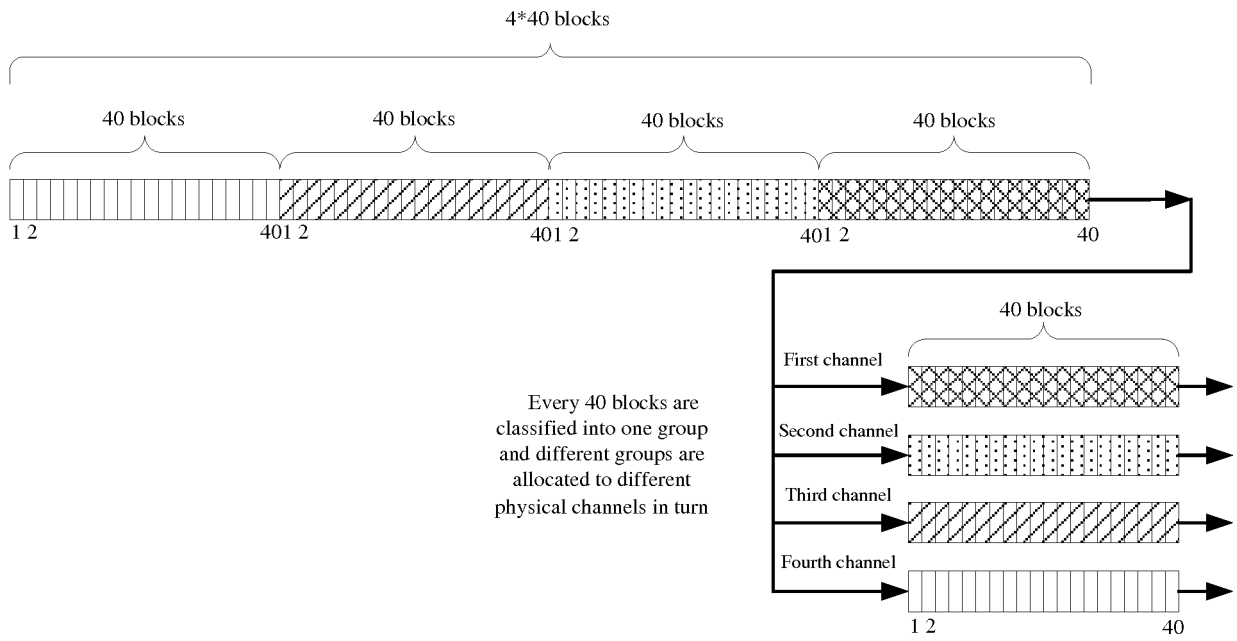 4*40 blocks
40 blocks 40 blocks 40 blocks 40 blocks
1 2 401 2 401 2 401 2 40
40 blocks
First channel
Every 40 blocks are
classified into one group
and different groups are
allocated to different
physical channels in turn
Second channel
Third channel
Fourth channel
1 2 40